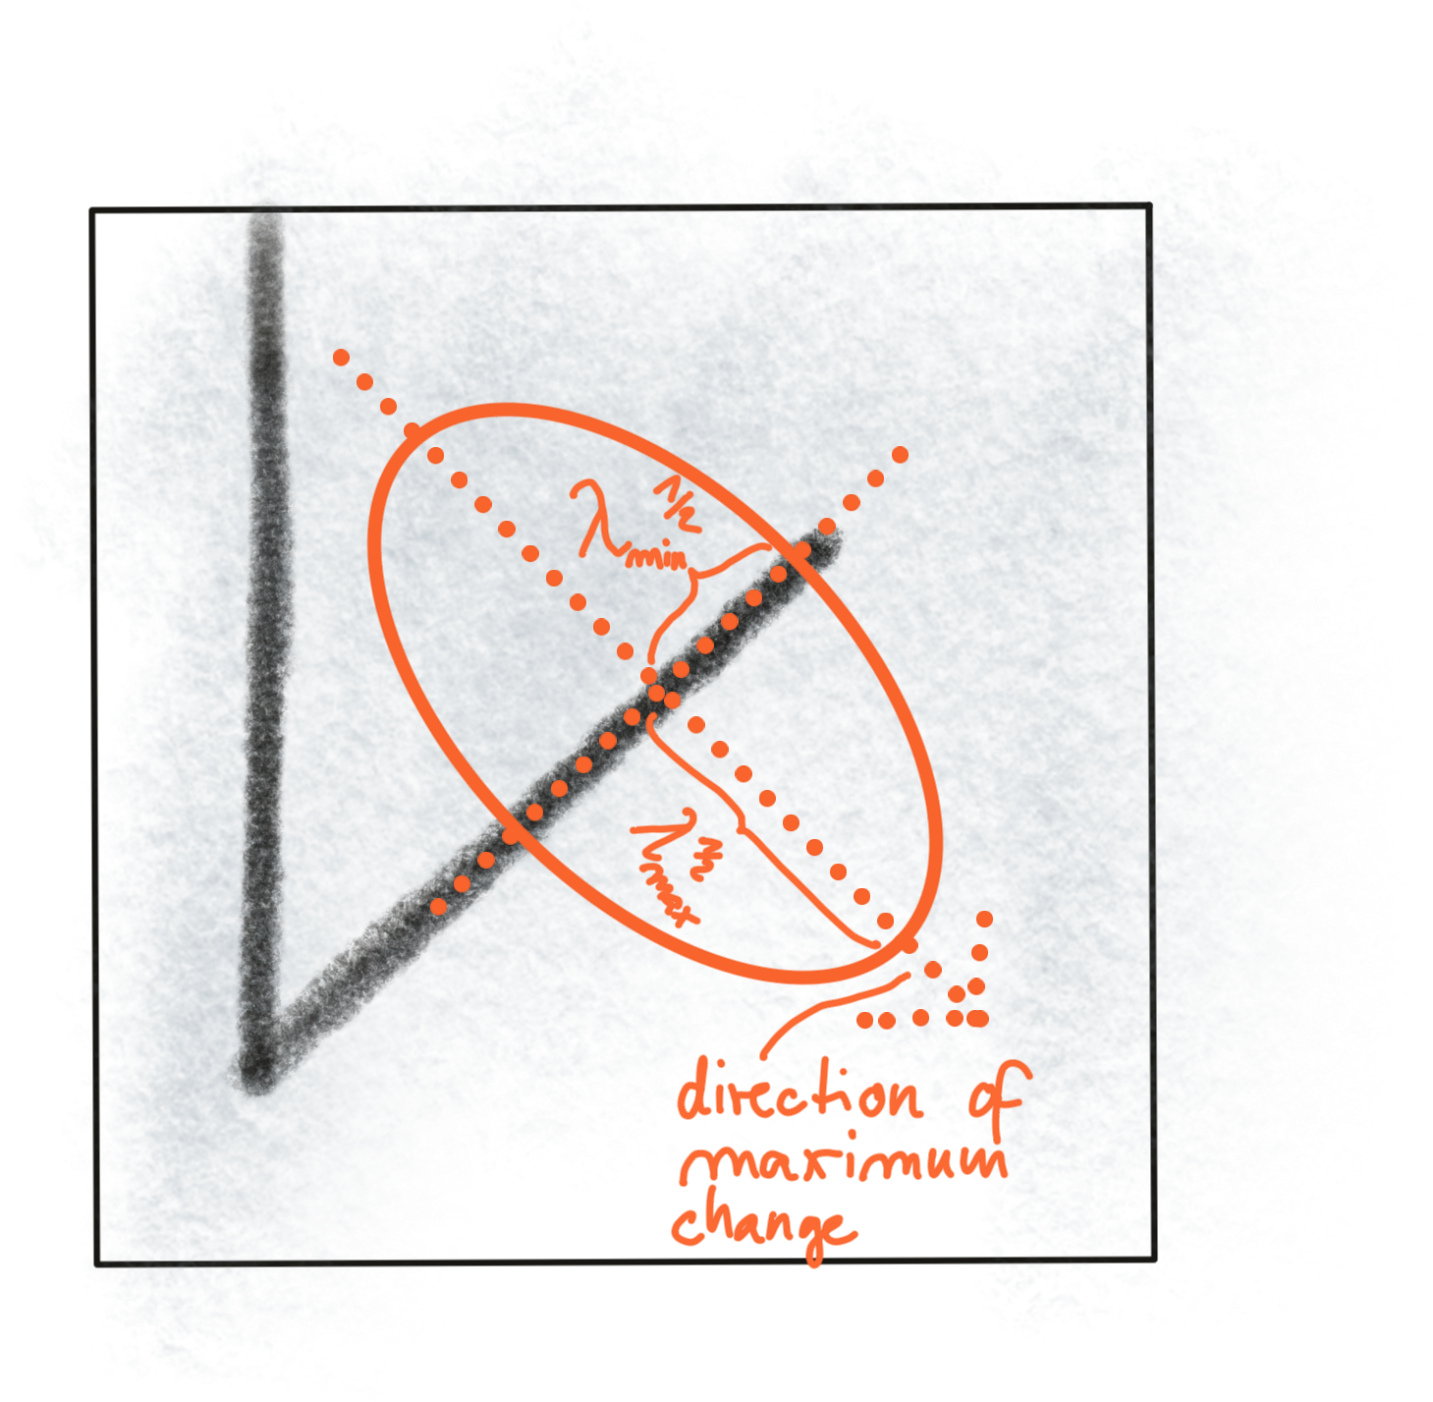 λmin^1/2
λmax^1/2
direction of
maximum
change